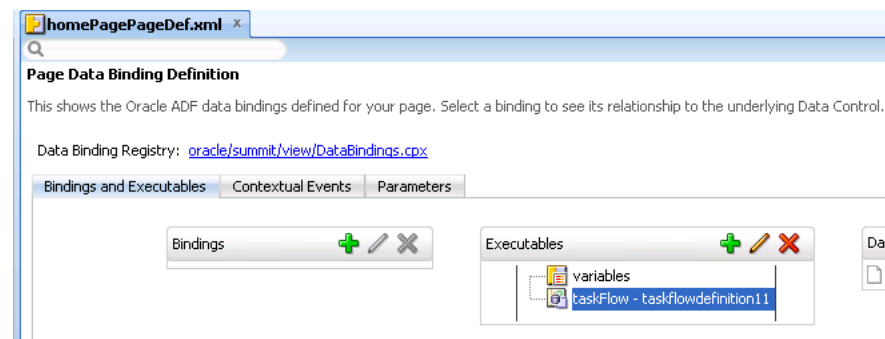 homePagePageDef.xml
Page Data Binding Definition
This shows the Oracle ADF data bindings defined for your page. Select a binding to see its relationship to the underlying Data Control.
Data Binding Registry: oracle/summit/view/DataBindings.cpx
Bindings and Executables Contextual Events Parameters
Bindings Executables Da
variables
taskFlow - taskflowdefinition11